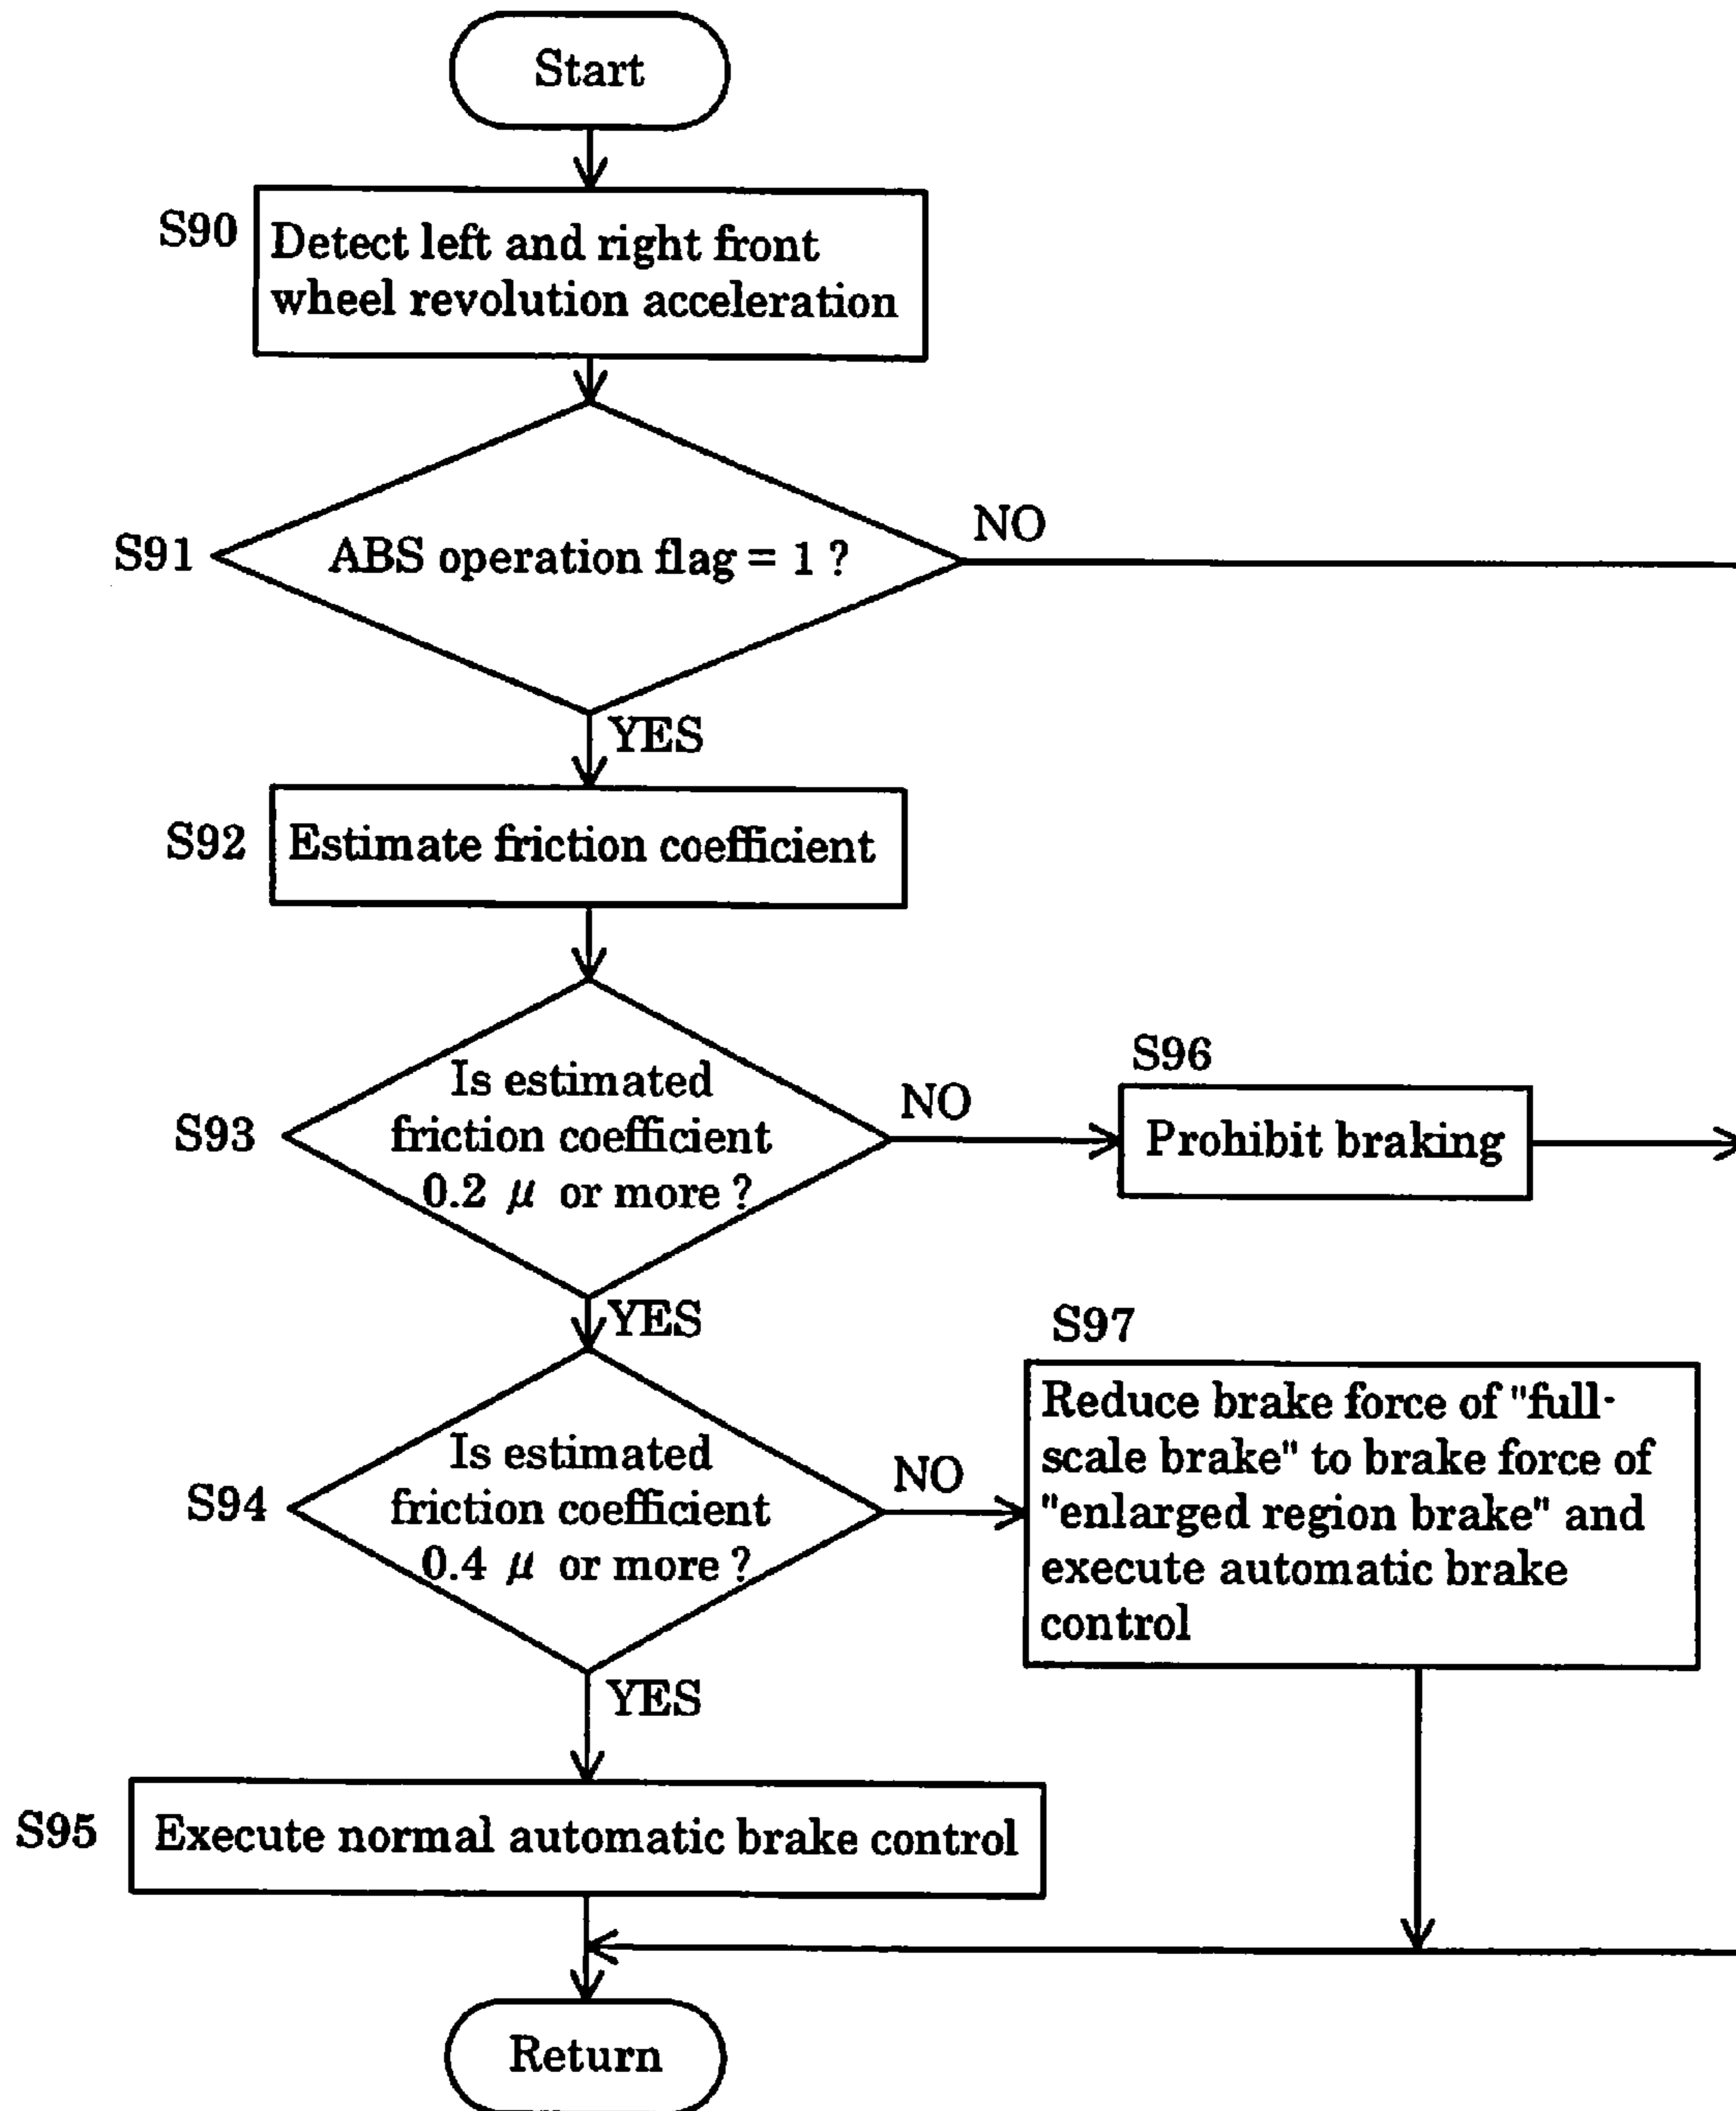 Start
S90
Detect left and right front
wheel revolution acceleration
S91
ABS operation flag = 1 ?
NO
YES
S92
Estimate friction coefficient
S93
Is estimated
friction coefficient
0.2 μ or more ?
NO
S96
Prohibit braking
YES
S94
Is estimated
friction coefficient
0.4 μ or more ?
NO
S97
Reduce brake force of "full-
scale brake" to brake force of
"enlarged region brake" and
execute automatic brake
control
YES
S95
Execute normal automatic brake control
Return